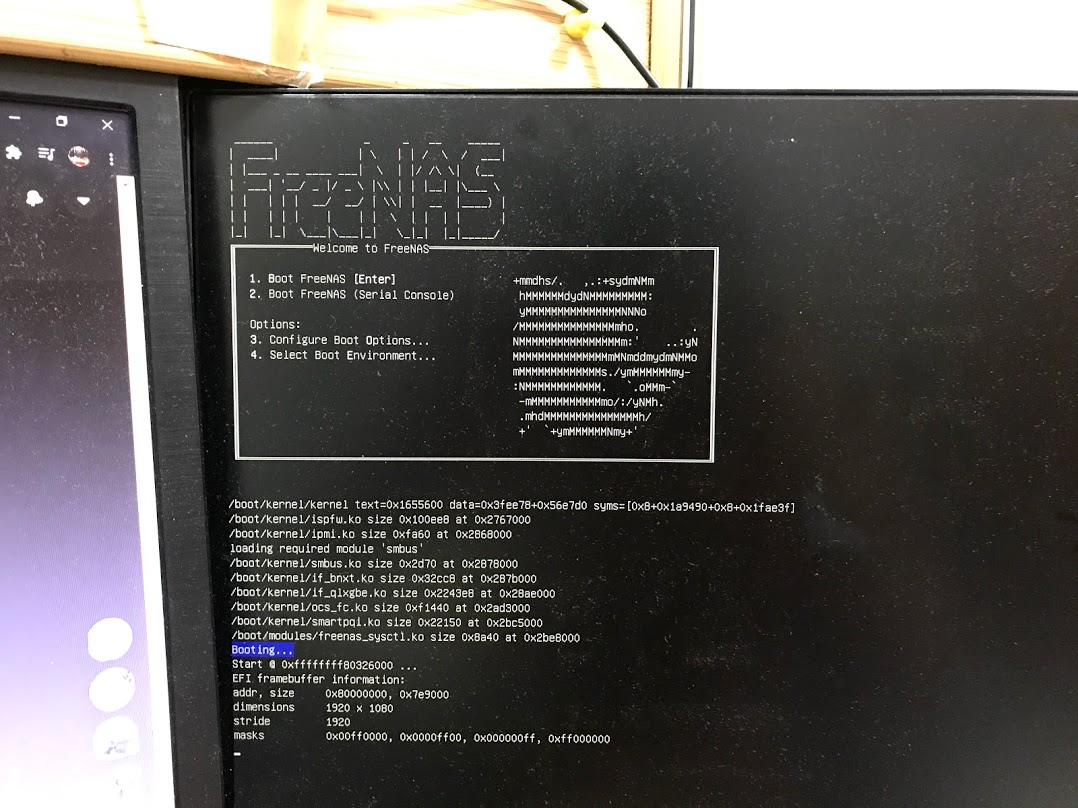 FreeNAS
Welcome to FreeNAS
1. Boot FreeNAS [Enter]
2. Boot FreeNAS (Serial Console)
Options:
3. Configure Boot Options...
4. Select Boot Environment...
+mmdhs/. ,.:+sydmNMm
hMMMMMMdydNMMMMMMMMM:
yMMMMMMMMMMMMMMMNNNo
/MMMMMMMMMMMMMMMmho. .
NMMMMMMMMMMMMMMMMm:' ..:yN
MMMMMMMMMMMMMMMmMNmddmydmNMMo
mMMMMMMMMMMMMs./ymMMMMMMmy-
:NMMMMMMMMMMM. `.oMMm-`
-mMMMMMMMMMMMmo/:/yNMh.
.mhdMMMMMMMMMMMMMMMh/
+' `+ymMMMMMMNmy+'
/boot/kernel/kernel text=0x1655600 data=0x3fee78+0x56e7d0 syms=[0x8+0x1a9490+0x8+0x1fae3f]
/boot/kernel/ispfw.ko size 0x100ee8 at 0x2767000
/boot/kernel/ipmi.ko size 0xfa60 at 0x2868000
loading required module 'smbus'
/boot/kernel/smbus.ko size 0x2d70 at 0x2878000
/boot/kernel/if_bnxt.ko size 0x32cc8 at 0x287b000
/boot/kernel/if_qlxgbe.ko size 0x2243e8 at 0x28ae000
/boot/kernel/ocs_fc.ko size 0xf1440 at 0x2ad3000
/boot/kernel/smartpqi.ko size 0x22150 at 0x2bc5000
/boot/modules/freenas_sysctl.ko size 0x8a40 at 0x2be8000
Booting...
Start @ 0xffffffff80326000 ...
EFI framebuffer information:
addr, size 0x80000000, 0x7e9000
dimensions 1920 x 1080
stride 1920
masks 0x00ff0000, 0x0000ff00, 0x000000ff, 0xff000000